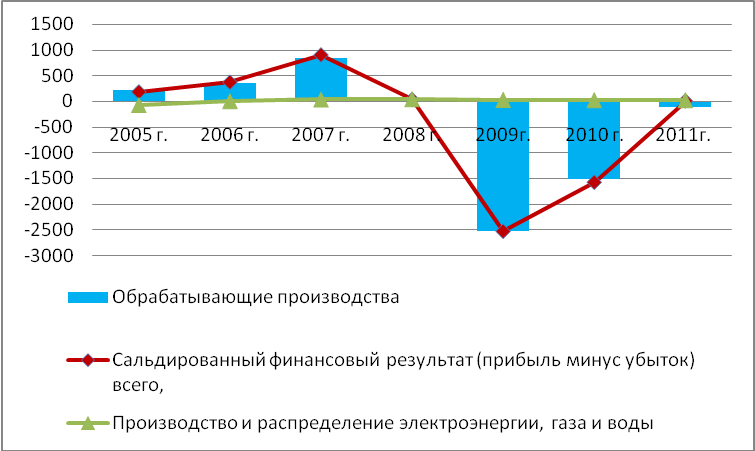 1500
1000
500
0
-500
-1000
-1500
-2000
-2500
-3000
2005 г. 2006 г. 2007 г. 2008 г. 2009г. 2010 г. 2011г.
Обрабатывающие производства
Сальдированный финансовый результат (прибыль минус убыток)
всего,
Производство и распределение электроэнергии, газа и воды